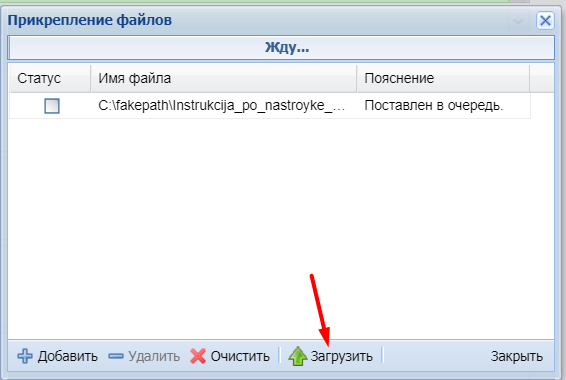 Прикрепление файлов
Жду...
Статус Имя файла Пояснение
C:\fakepath\Instrukcija_po_nastroyke_... Поставлен в очередь.
Добавить Удалить Очистить Загрузить Закрыть